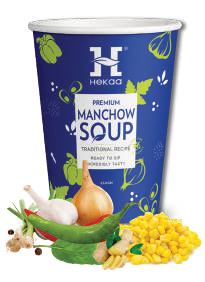 H
HeKaa
PREMIUM
MANCHOW
SOUP
TRADITIONAL RECIPE
READY TO SIP
INCREDIBLY TASTY